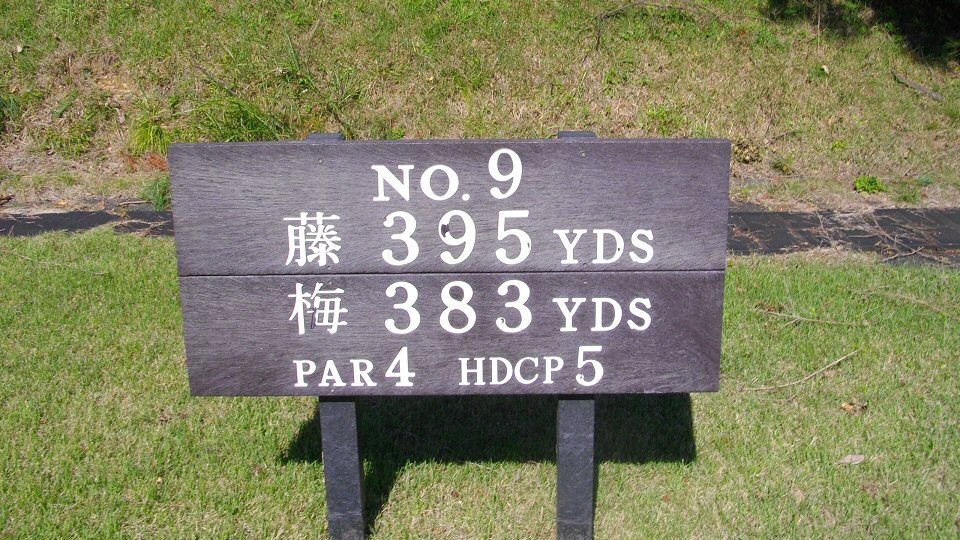 NO. 9
藤 395 YDS
梅 383 YDS
PAR 4 HDCP 5